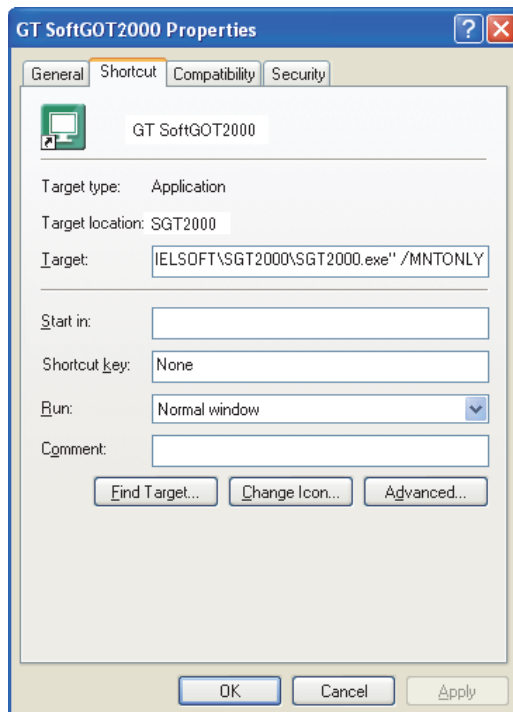 GT SoftGOT2000 Properties
General Shortcut Compatibility Security
GT SoftGOT2000
Target type: Application
Target location: SGT2000
Target: IELSOFT\SGT2000\SGT2000.exe" /MNTONLY
Start in:
Shortcut key: None
Run: Normal window
Comment:
Find Target... Change Icon... Advanced...
OK Cancel Apply